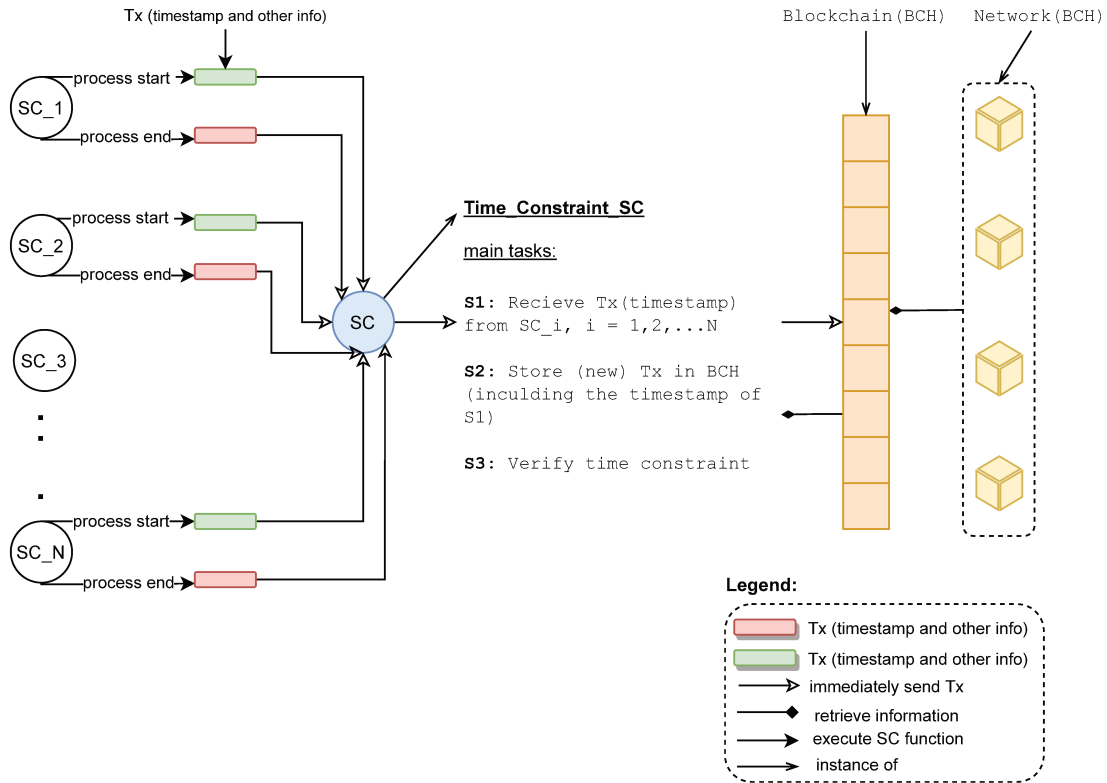 Tx (timestamp and other info)
Blockchain(BCH)
Network(BCH)
process start
SC_1
process end
process start
SC_2
process end
Time_Constraint_SC
main tasks:
S1: Recieve Tx(timestamp)
from SC_i, i = 1,2,...N
SC
SC_3
S2: Store (new) Tx in BCH
(inculding the timestamp of
S1)
S3: Verify time constraint
process start
SC_N
process end
Legend:
Tx (timestamp and other info)
Tx (timestamp and other info)
immediately send Tx
retrieve information
execute SC function
instance of